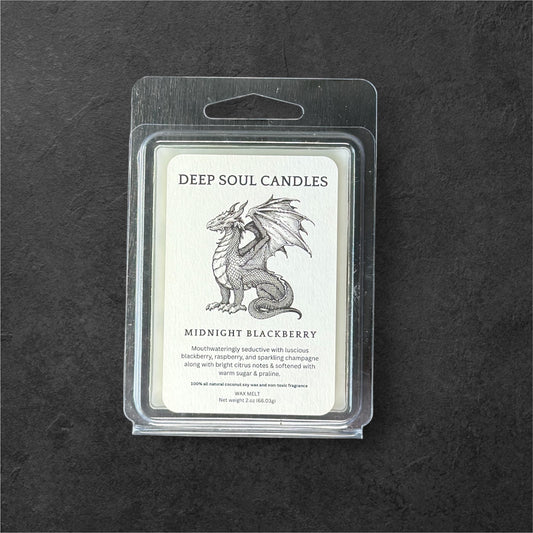 DEEP SOUL CANDLES
MIDNIGHT BLACKBERRY
Mouthwateringly seductive with luscious
blackberry, raspberry, and sparkling champagne
along with bright citrus notes & softened with
warm sugar & praline.
100% all natural coconut soy wax and non toxic fragrance
WAX MELT
Net weight 2 oz (66.03g)